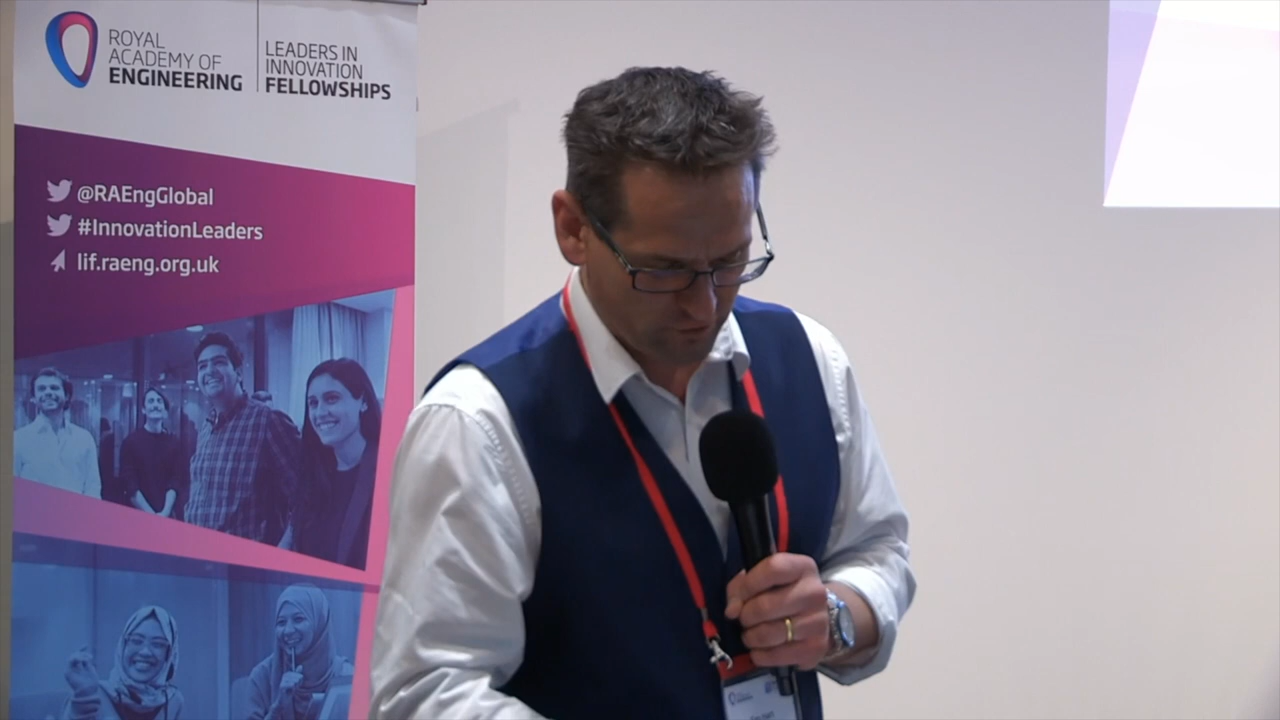 ROYAL
ACADEMY OF
ENGINEERING
LEADERS IN
INNOVATION
FELLOWSHIPS
@RAEngGlobal
#InnovationLeaders
lif.raeng.org.uk